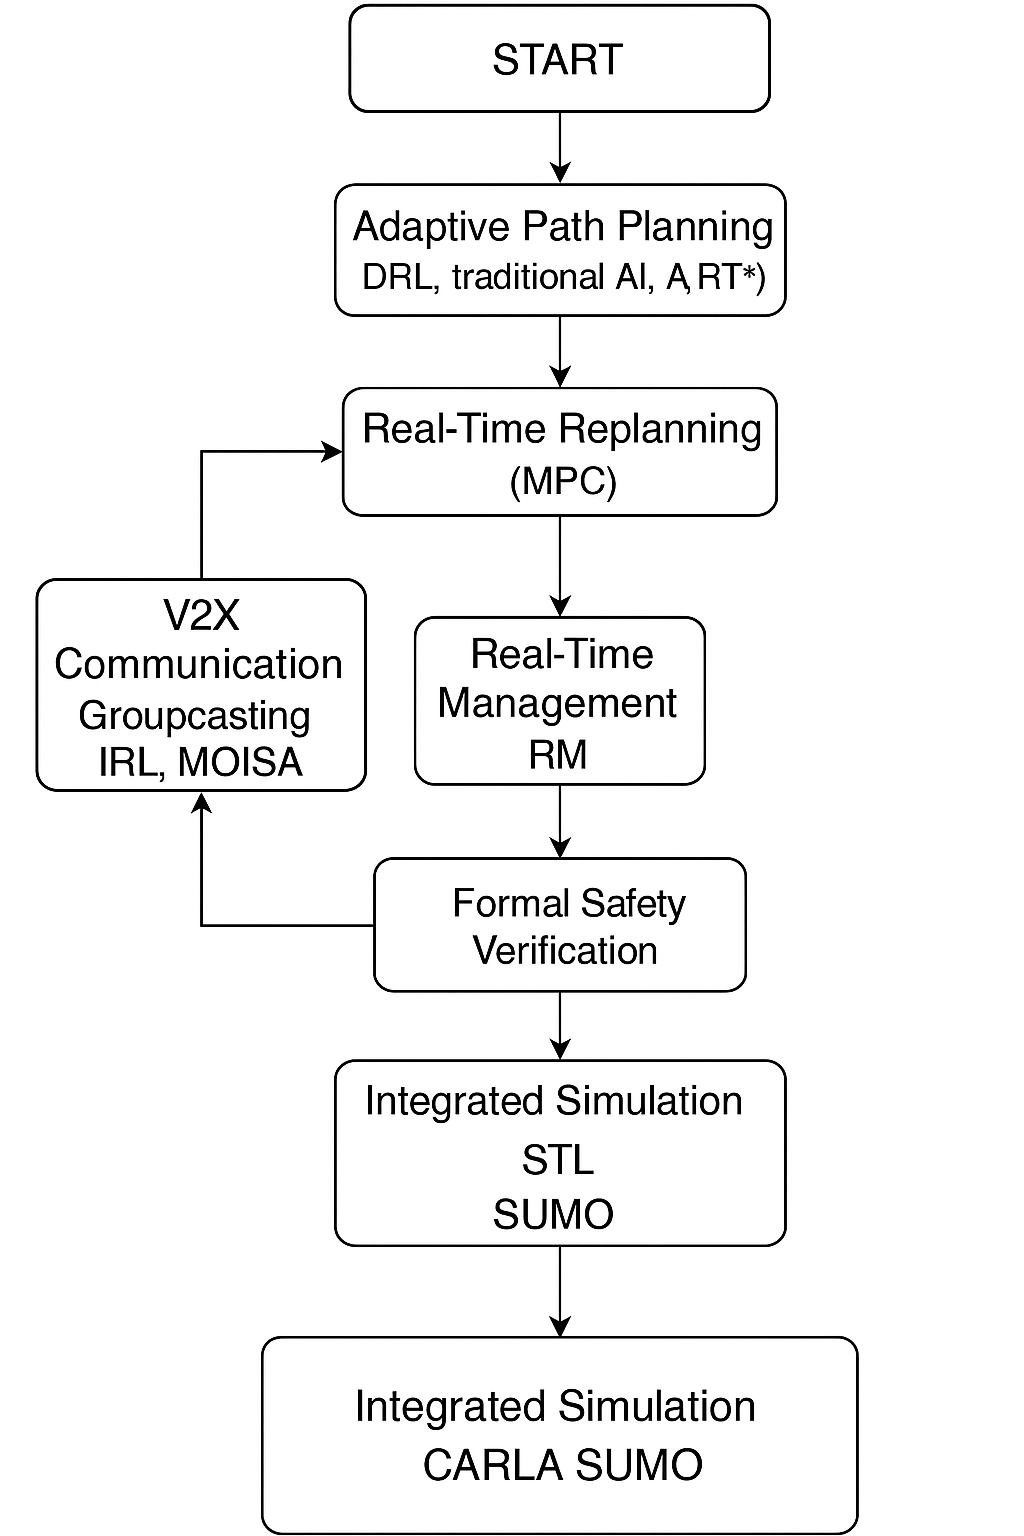 START
Adaptive Path Planning
DRL, traditional AI, A, RT*)
Real-Time Replanning
(MPC)
V2X
Communication
Groupcasting
IRL, MOISA
Real-Time
Management
RM
Formal Safety
Verification
Integrated Simulation
STL
SUMO
Integrated Simulation
CARLA SUMO